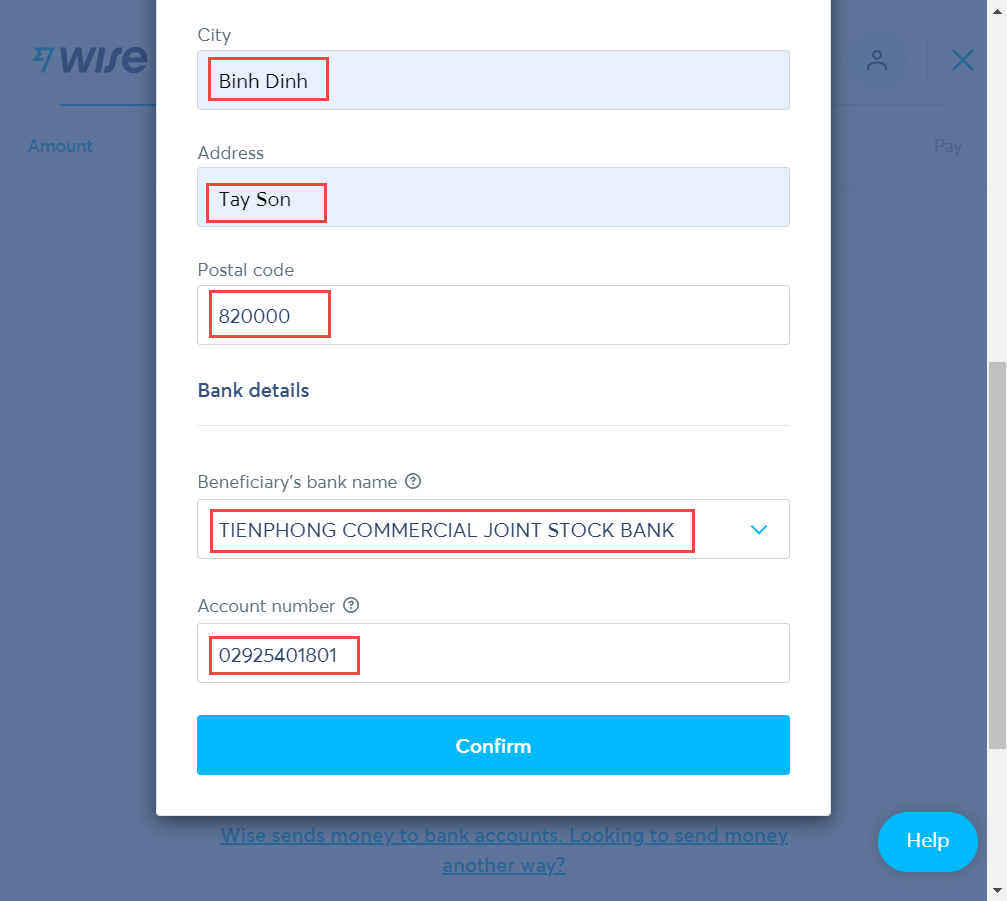 City
WISE
Binh Dinh
Address
Amount
Pay
Tay Son
Postal code
820000
Bank details
Beneficiary's bank name ?
TIENPHONG COMMERCIAL JOINT STOCK BANK
Account number ?
02925401801
Confirm
Wise sends money to bank accounts. Looking to send money
another way?
Help